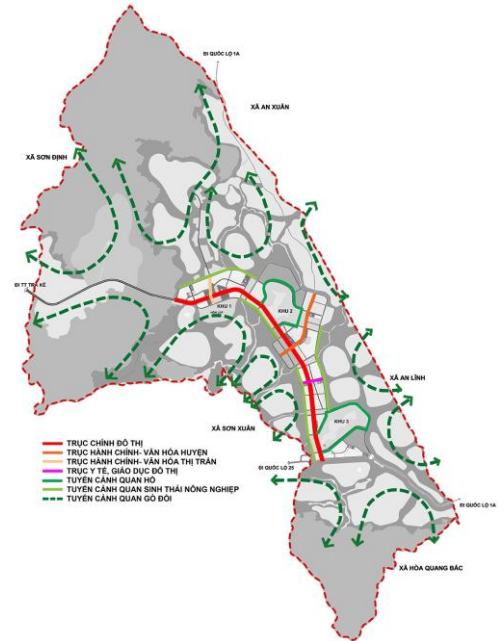 ĐI QUỐC LỘ 1A
XÃ AN XUÂN
XÃ SƠN ĐỊNH
ĐI TT TRÀ KÊ
KHU 1
KHU 2
XÃ AN LĨNH
XÃ SƠN XUÂN
KHU 3
TRỤC CHÍNH ĐÔ THỊ
TRỤC HÀNH CHÍNH- VĂN HÓA HUYỆN
TRỤC HÀNH CHÍNH- VĂN HÓA THỊ TRẤN
TRỤC Y TẾ, GIÁO DỤC ĐÔ THỊ
TUYẾN CẢNH QUAN HỒ
TUYẾN CẢNH QUAN SINH THÁI NÔNG NGHIỆP
TUYẾN CẢNH QUAN GÒ ĐỒI
ĐI QUỐC LỘ 25
ĐI QUỐC LỘ 1A
XÃ HÒA QUANG BẮC